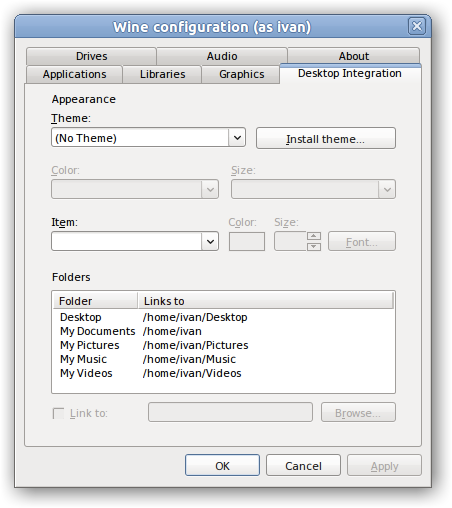 Wine configuration (as ivan)
Drives Audio About
Applications Libraries Graphics Desktop Integration
Appearance
Theme:
(No Theme) Install theme...
Color: Size:
Item: Color: Size:
Font...
Folders
Folder Links to
Desktop /home/ivan/Desktop
My Documents /home/ivan
My Pictures /home/ivan/Pictures
My Music /home/ivan/Music
My Videos /home/ivan/Videos
Link to: Browse...
OK Cancel Apply